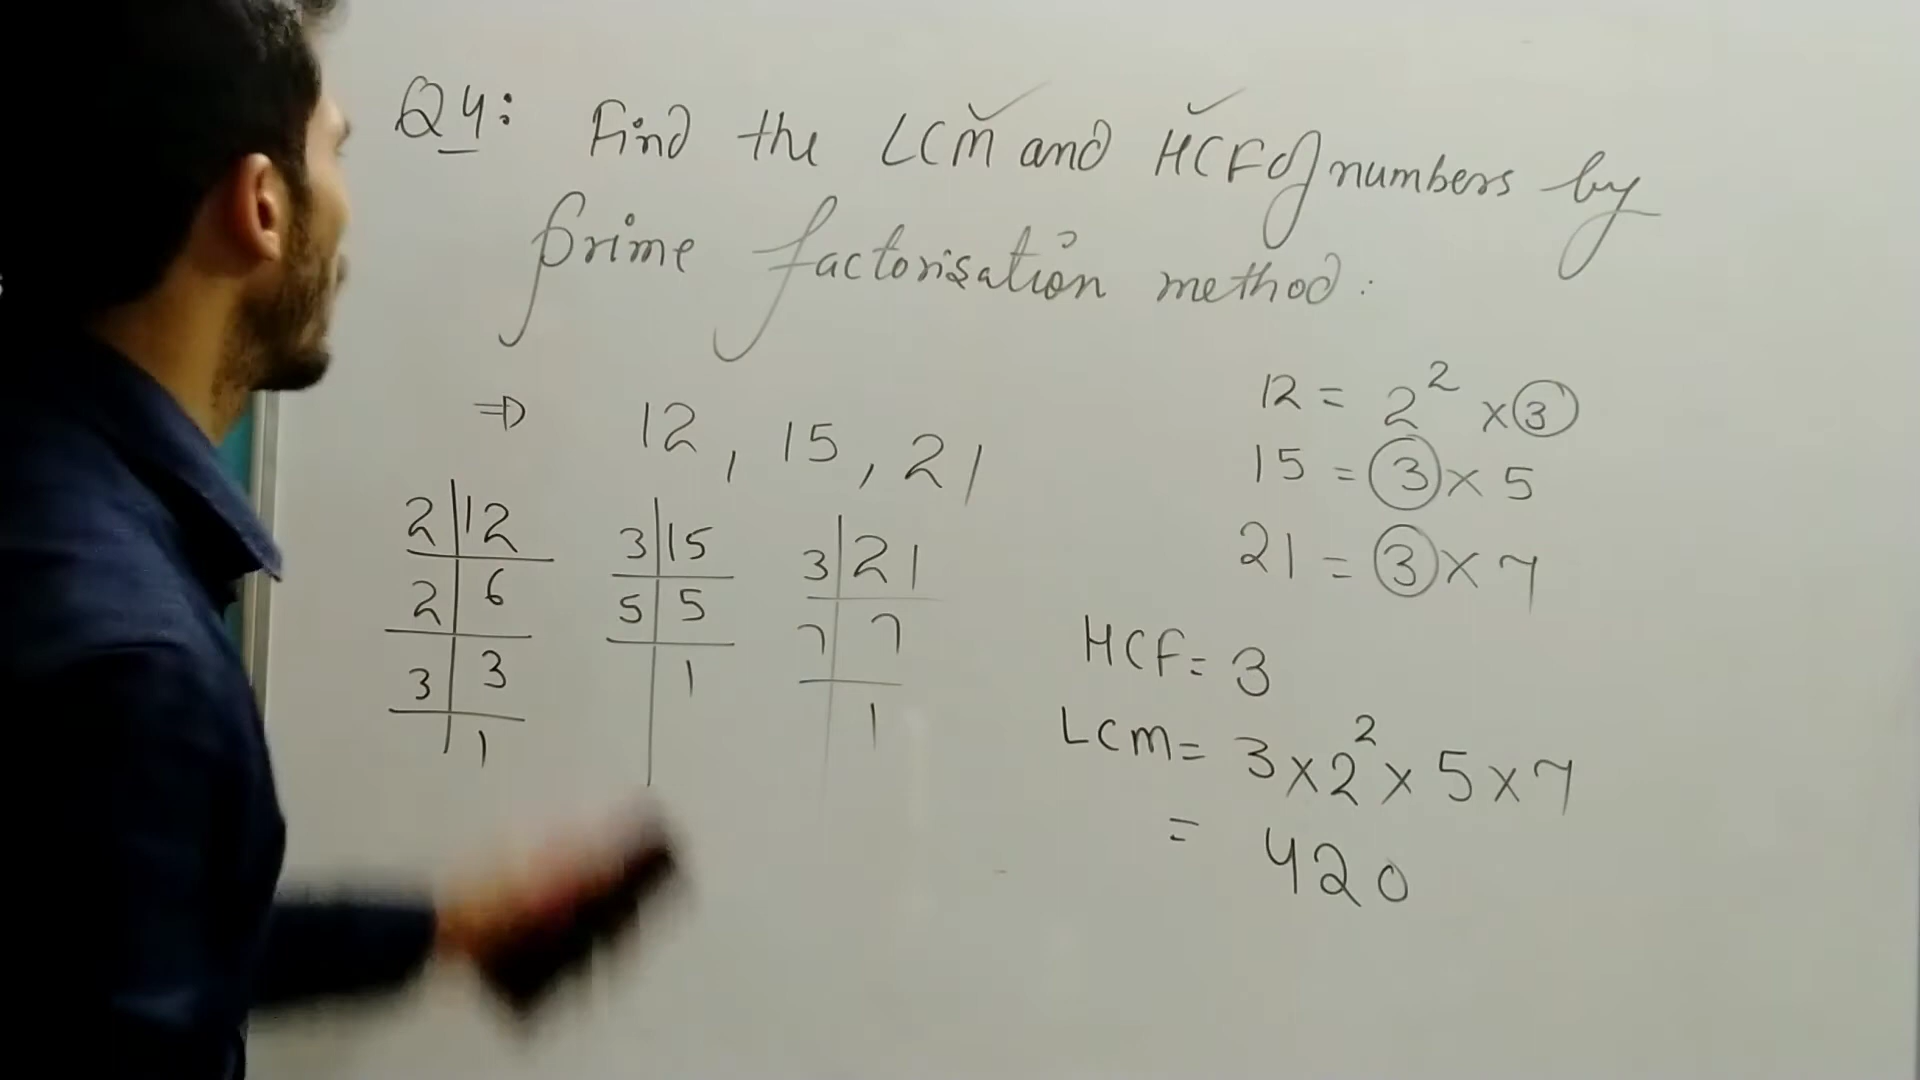 Q4: Find the LCM and HCF of numbers by
prime factorisation method.
⇒ 12, 15, 21
2 | 12
2 | 6
3 | 3
1
3 | 15
5 | 5
1
3 | 21
7 | 7
1
12 = 2² × 3
15 = 3 × 5
21 = 3 × 7
HCF = 3
LCM = 3 × 2² × 5 × 7
= 420